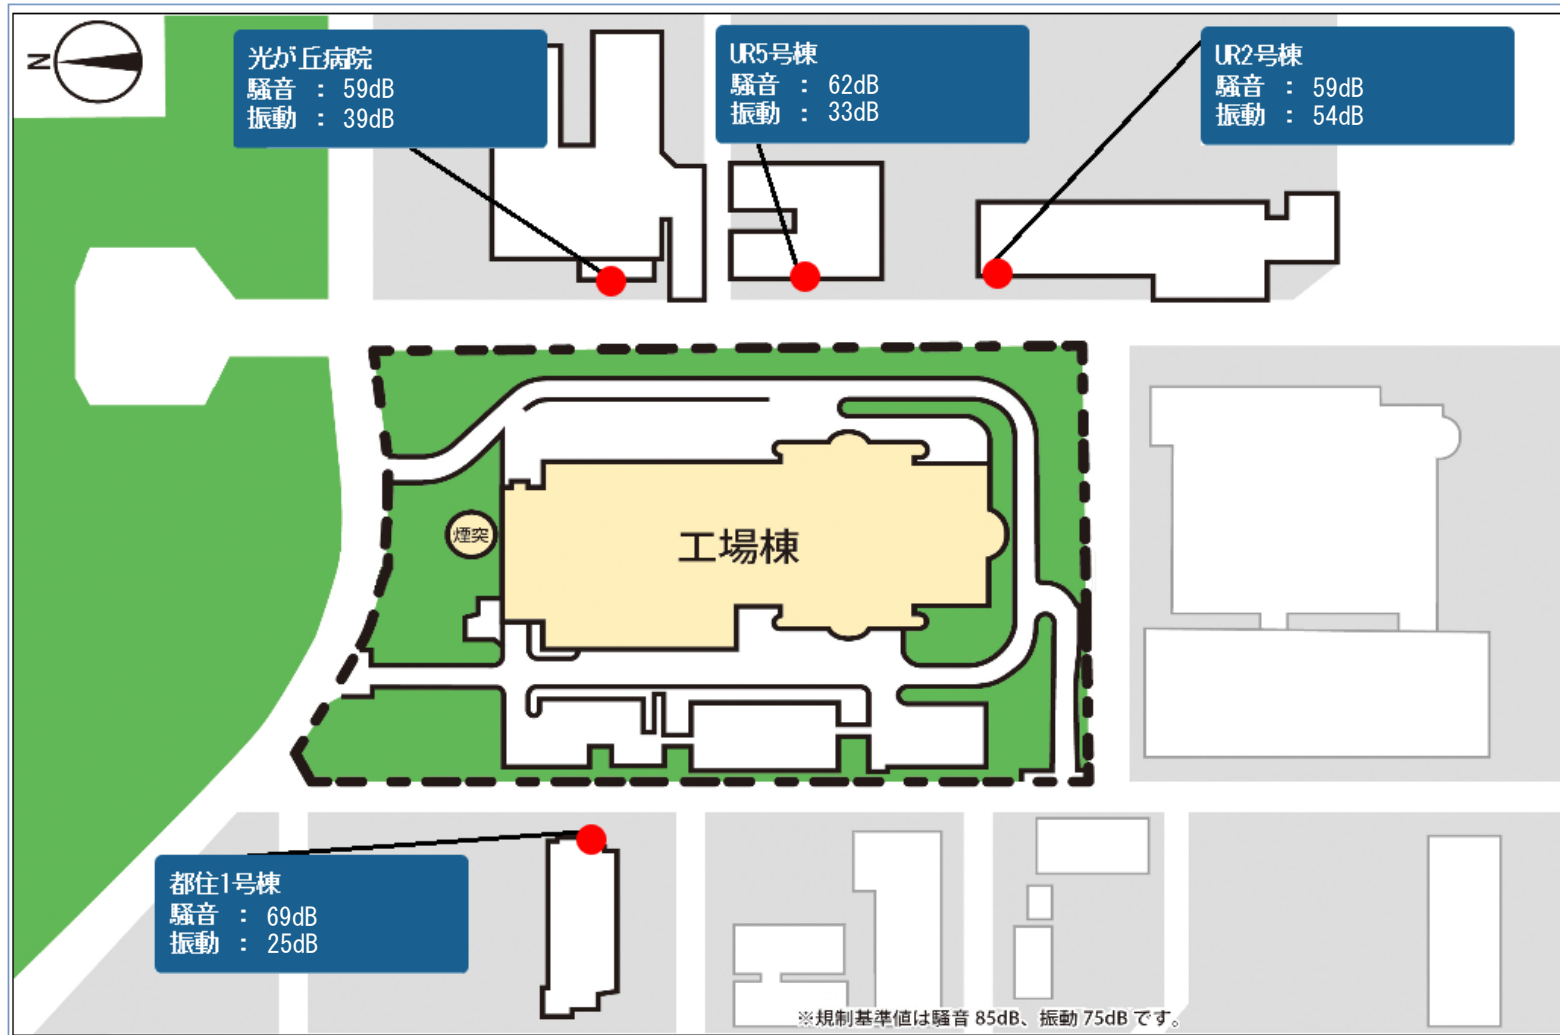 N
光が丘病院
騒音 : 59dB
振動 : 39dB
UR5号棟
騒音 : 62dB
振動 : 33dB
UR2号棟
騒音 : 59dB
振動 : 54dB
煙突
工場棟
都住1号棟
騒音 : 69dB
振動 : 25dB
※規制基準値は騒音 85dB、振動 75dB です。